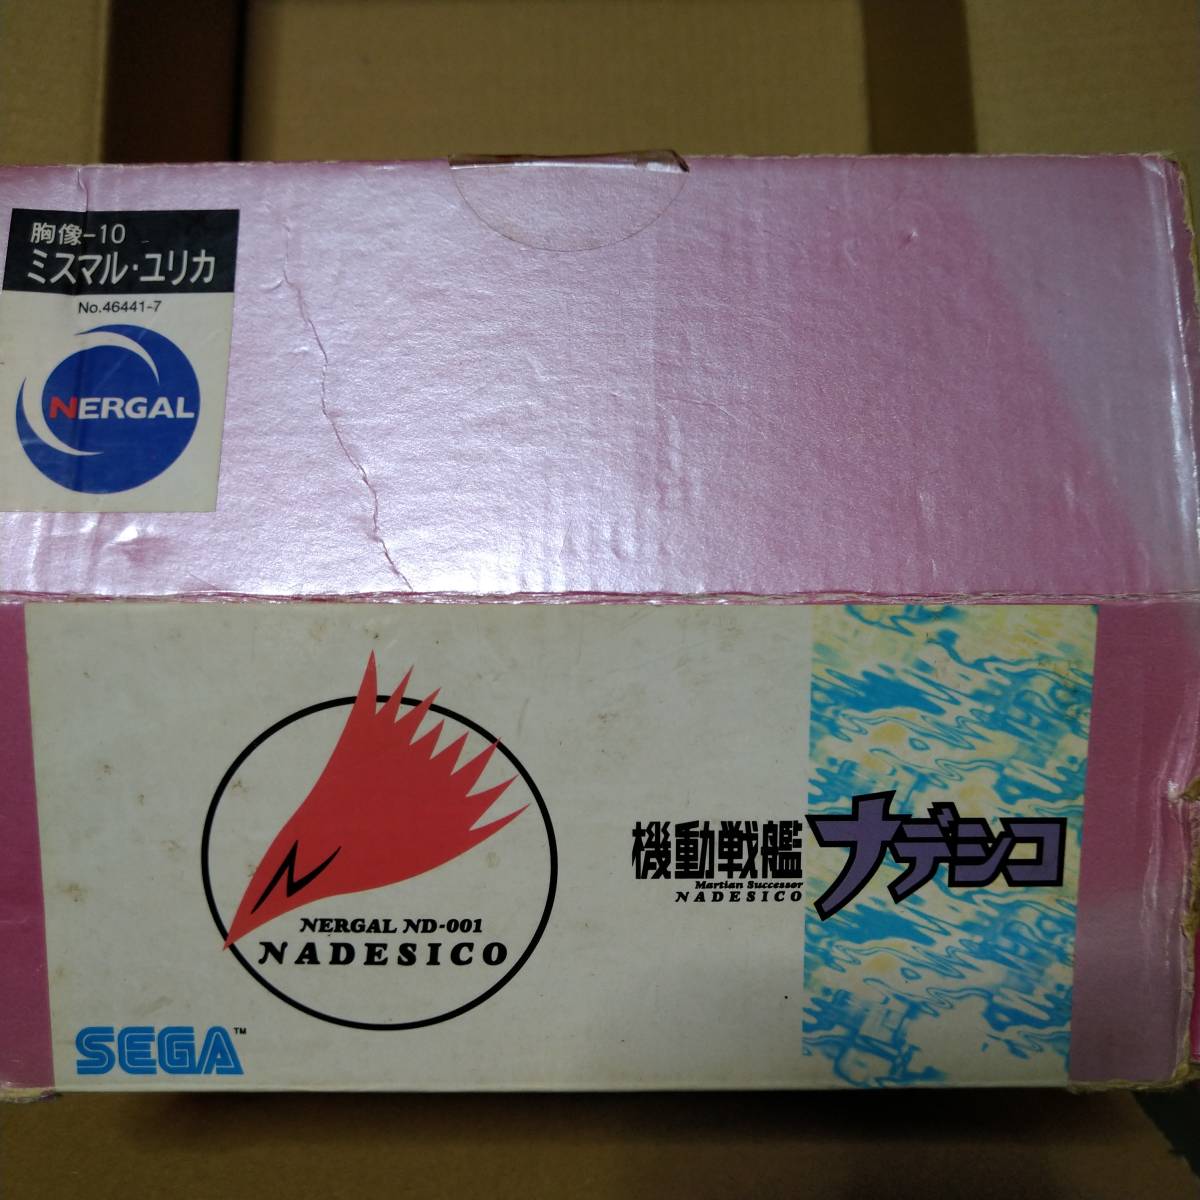 胸像-10
ミスマル・ユリカ
No.46441-7
NERGAL
N
NERGAL ND-001
NADESICO
機動戦艦
ナデシコ
Martian Successor
NADESICO
SEGA™